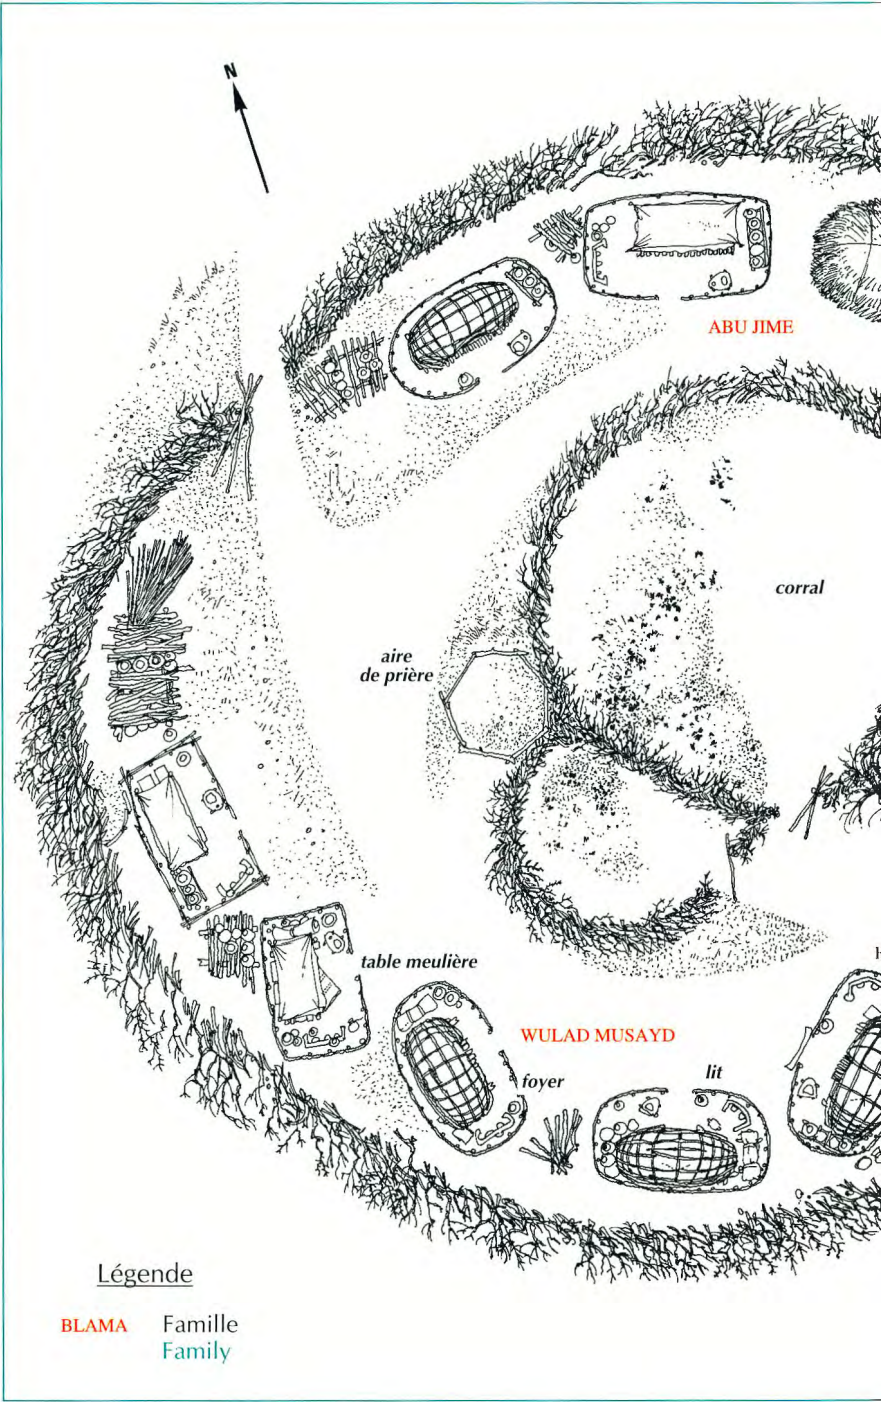 N
ABU JIME
corral
aire
de prière
table meulière
WULAD MUSAYD
foyer
lit
Légende
BLAMA Famille
Family